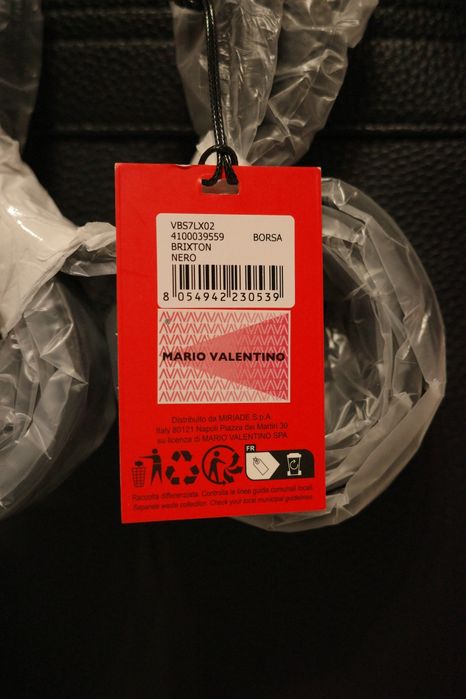 VBS7LX02
4100039559 BORSA
BRIXTON
NERO
8 054942 230539
MARIO VALENTINO
Distribuito da MIRIADE S.p.A.
Italy 80121 Napoli Piazza dei Martiri 30
su licenza di MARIO VALENTINO SPA
FR
Raccolta differenziata. Controlla le linee guida comunali locali.
Separate waste collection. Check your local municipal guidelines.